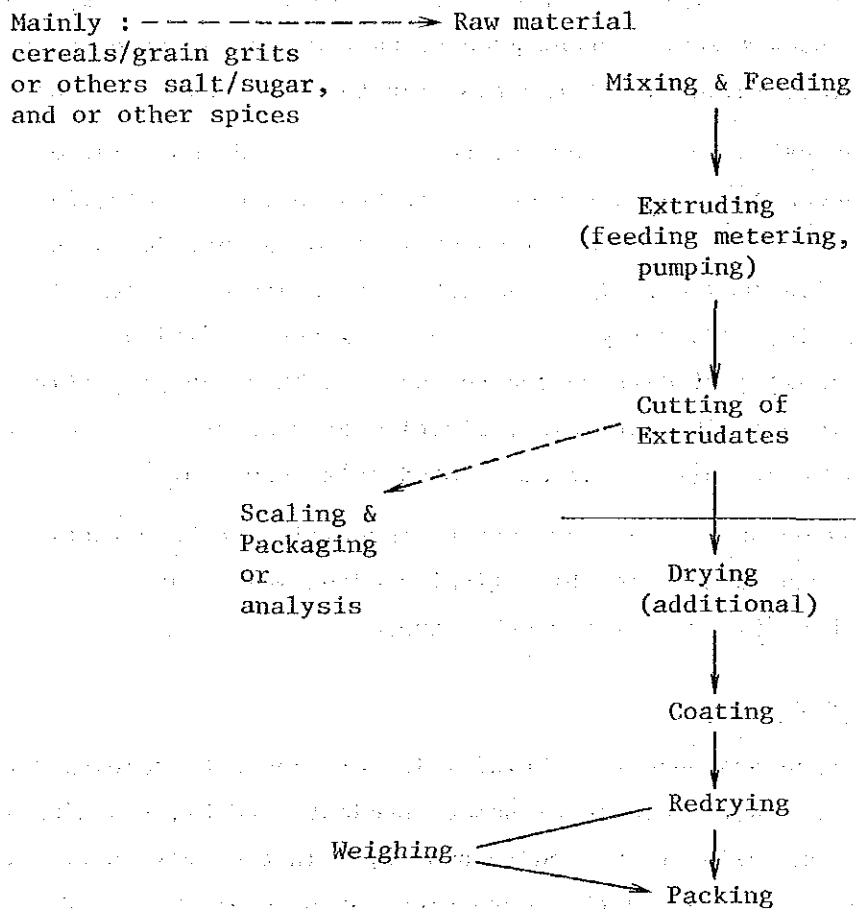 Mainly : Raw material
cereals/grain grits
or others salt/sugar,
and or other spices
Mixing & Feeding
Extruding
(feeding metering,
pumping)
Cutting of
Extrudates
Scaling &
Packaging
or
analysis
Drying
(additional)
Coating
Redrying
Weighing
Packing